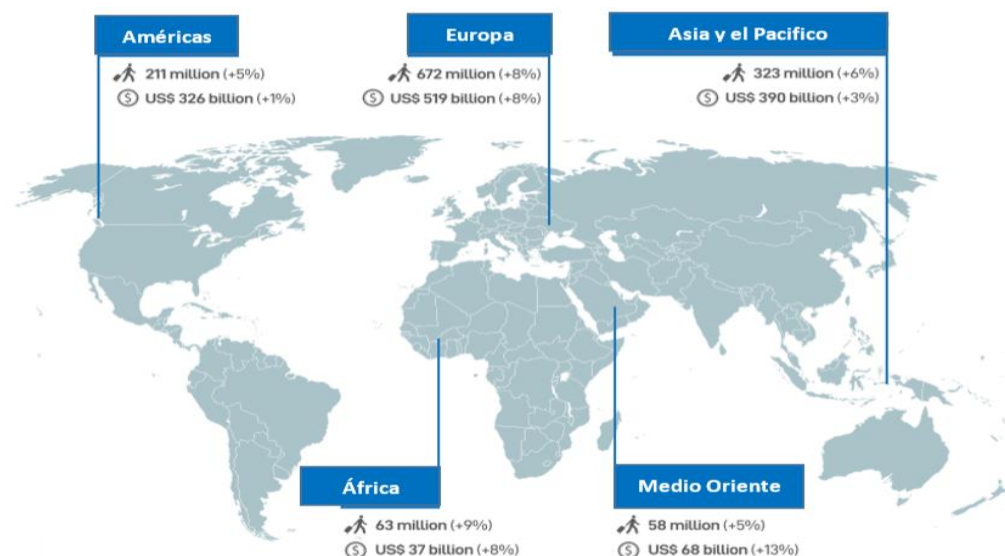 Américas
211 million (+5%)
US$ 326 billion (+1%)
Europa
672 million (+8%)
US$ 519 billion (+8%)
Asia y el Pacifico
323 million (+6%)
US$ 390 billion (+3%)
África
63 million (+9%)
US$ 37 billion (+8%)
Medio Oriente
58 million (+5%)
US$ 68 billion (+13%)